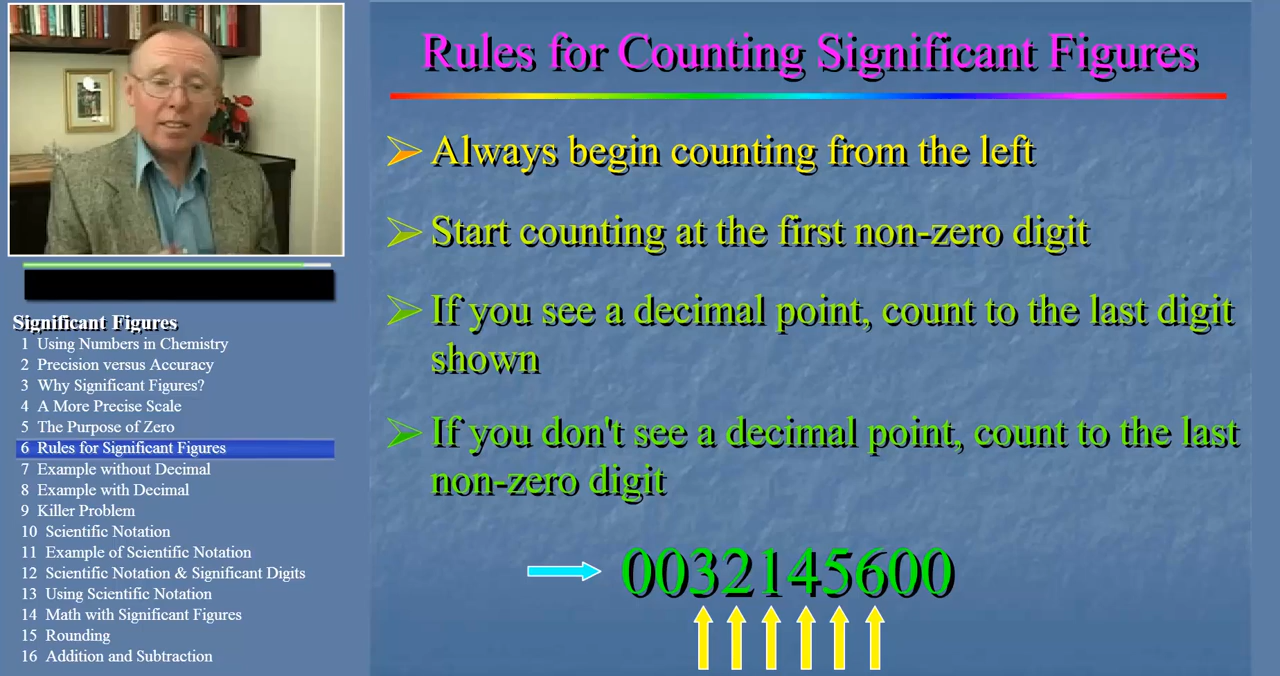 Rules for Counting Significant Figures
Always begin counting from the left
Start counting at the first non-zero digit
If you see a decimal point, count to the last digit
shown
If you don't see a decimal point, count to the last
non-zero digit
0032145600
Significant Figures
1 Using Numbers in Chemistry
2 Precision versus Accuracy
3 Why Significant Figures?
4 A More Precise Scale
5 The Purpose of Zero
6 Rules for Significant Figures
7 Example without Decimal
8 Example with Decimal
9 Killer Problem
10 Scientific Notation
11 Example of Scientific Notation
12 Scientific Notation & Significant Digits
13 Using Scientific Notation
14 Math with Significant Figures
15 Rounding
16 Addition and Subtraction